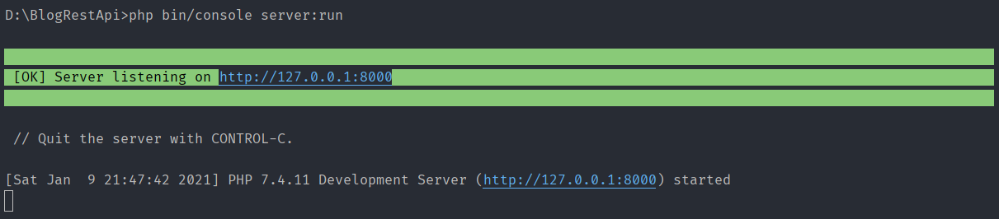 D:\BlogRestApi>php bin/console server:run
[OK] Server listening on http://127.0.0.1:8000
// Quit the server with CONTROL-C.
[Sat Jan  9 21:47:42 2021] PHP 7.4.11 Development Server (http://127.0.0.1:8000) started